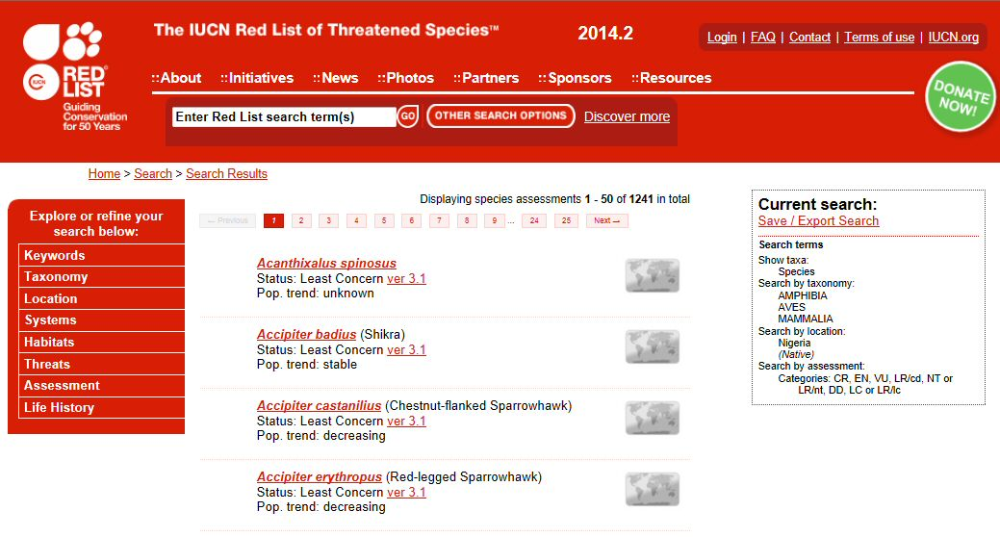 The IUCN Red List of Threatened Species™
2014.2
Login | FAQ | Contact | Terms of use | IUCN.org
IUCN
RED
LIST
Guiding
Conservation
for 50 Years
::About ::Initiatives ::News ::Photos ::Partners ::Sponsors ::Resources
DONATE
NOW!
Enter Red List search term(s) GO OTHER SEARCH OPTIONS Discover more
Home > Search > Search Results
Explore or refine your
search below:
Keywords
Taxonomy
Location
Systems
Habitats
Threats
Assessment
Life History
Displaying species assessments 1 - 50 of 1241 in total
← Previous 1 2 3 4 5 6 7 8 9 ... 24 25 Next →
Acanthixalus spinosus
Status: Least Concern ver 3.1
Pop. trend: unknown
Accipiter badius (Shikra)
Status: Least Concern ver 3.1
Pop. trend: stable
Accipiter castanilius (Chestnut-flanked Sparrowhawk)
Status: Least Concern ver 3.1
Pop. trend: decreasing
Accipiter erythropus (Red-legged Sparrowhawk)
Status: Least Concern ver 3.1
Pop. trend: decreasing
Current search:
Save / Export Search
Search terms
Show taxa:
Species
Search by taxonomy:
AMPHIBIA
AVES
MAMMALIA
Search by location:
Nigeria
(Native)
Search by assessment:
Categories: CR, EN, VU, LR/cd, NT or
LR/nt, DD, LC or LR/lc